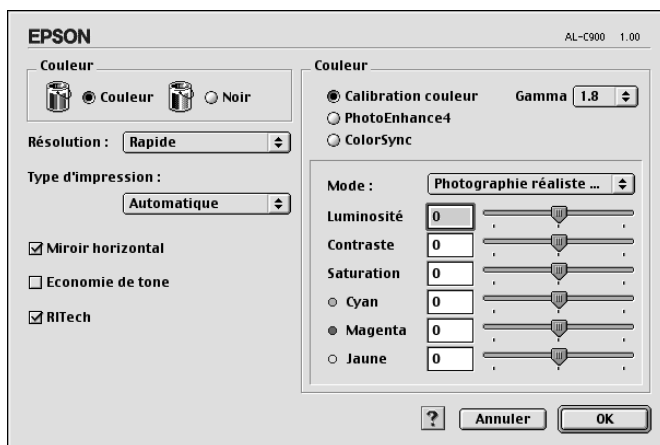 EPSON
AL-C900 1.00
Couleur
Couleur
Noir
Résolution : Rapide
Type d'impression :
Automatique
Miroir horizontal
Economie de tone
RITech
Couleur
Calibration couleur
Gamma 1.8
PhotoEnhance4
ColorSync
Mode : Photographie réaliste ...
Luminosité 0
Contraste 0
Saturation 0
Cyan 0
Magenta 0
Jaune 0
?
Annuler
OK